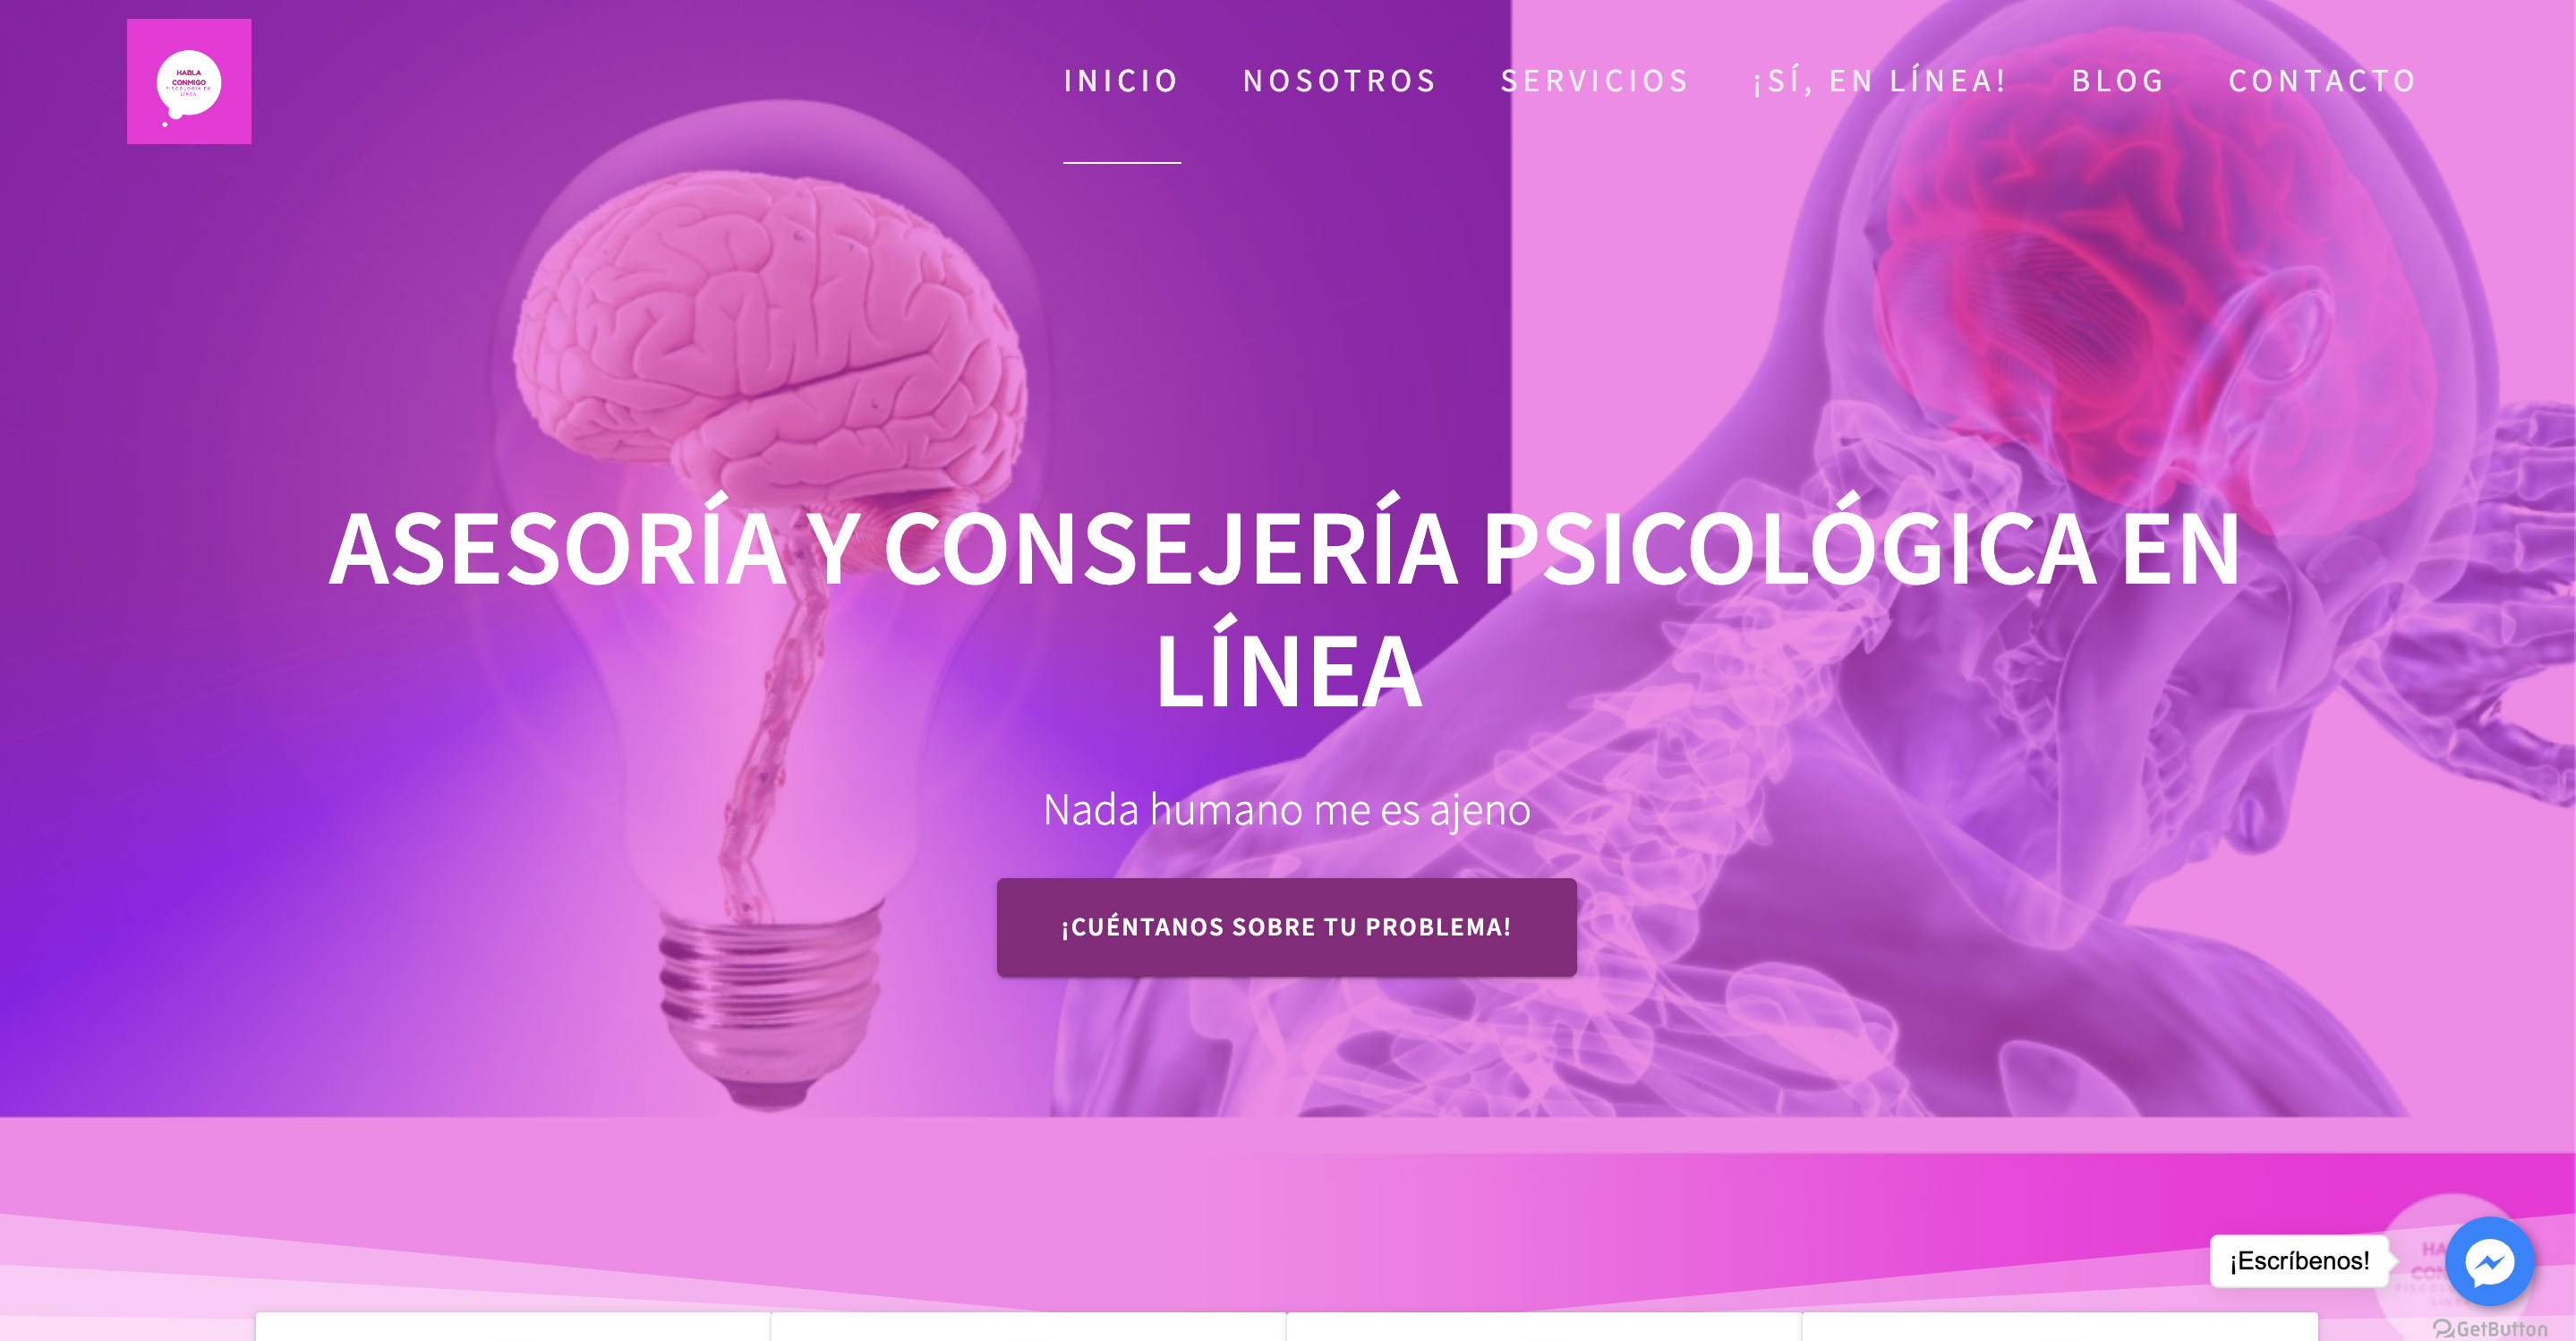 HABLA
CONMIGO
PISCOLOGÍA EN
LÍNEA
INICIO NOSOTROS SERVICIOS ¡SÍ, EN LÍNEA! BLOG CONTACTO
ASESORÍA Y CONSEJERÍA PSICOLÓGICA EN
LÍNEA
Nada humano me es ajeno
¡CUÉNTANOS SOBRE TU PROBLEMA!
¡Escríbenos!
GetButton